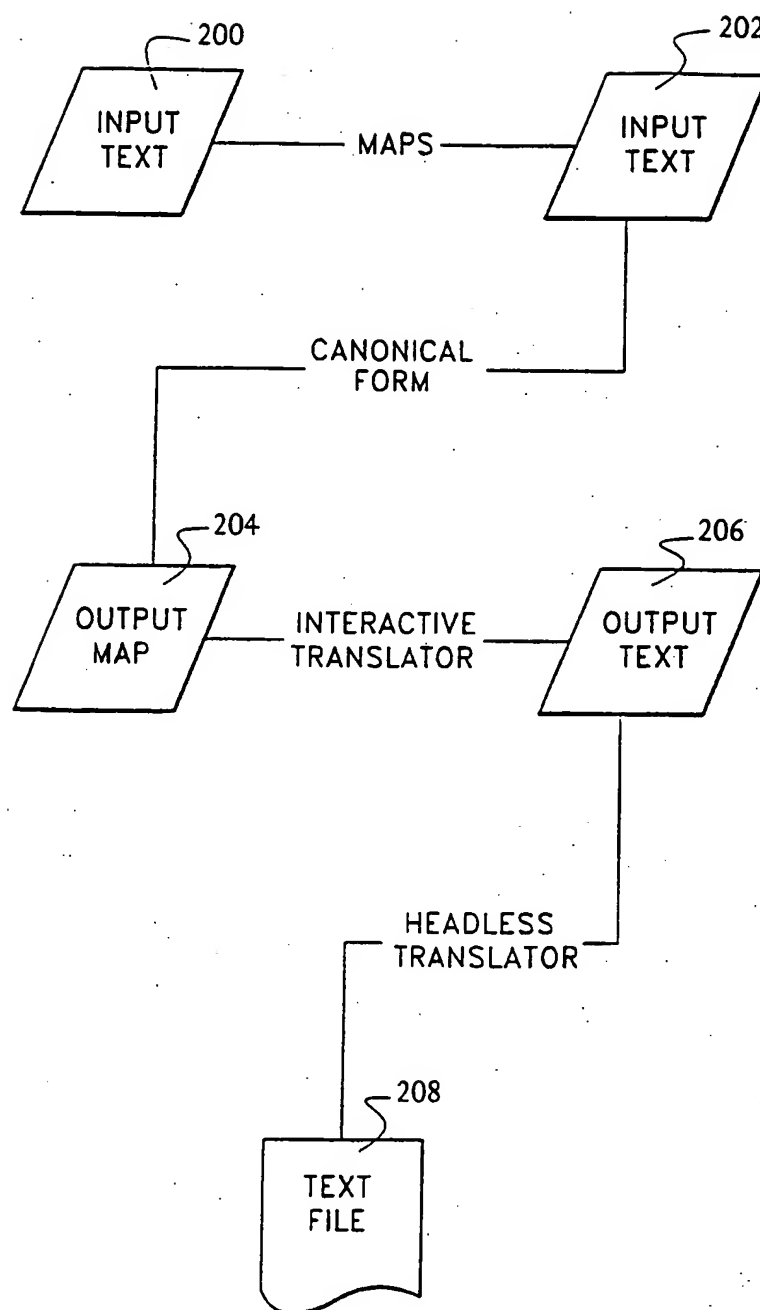 200
202
INPUT
TEXT
MAPS
INPUT
TEXT
CANONICAL
FORM
204
206
OUTPUT
MAP
INTERACTIVE
TRANSLATOR
OUTPUT
TEXT
HEADLESS
TRANSLATOR
208
TEXT
FILE